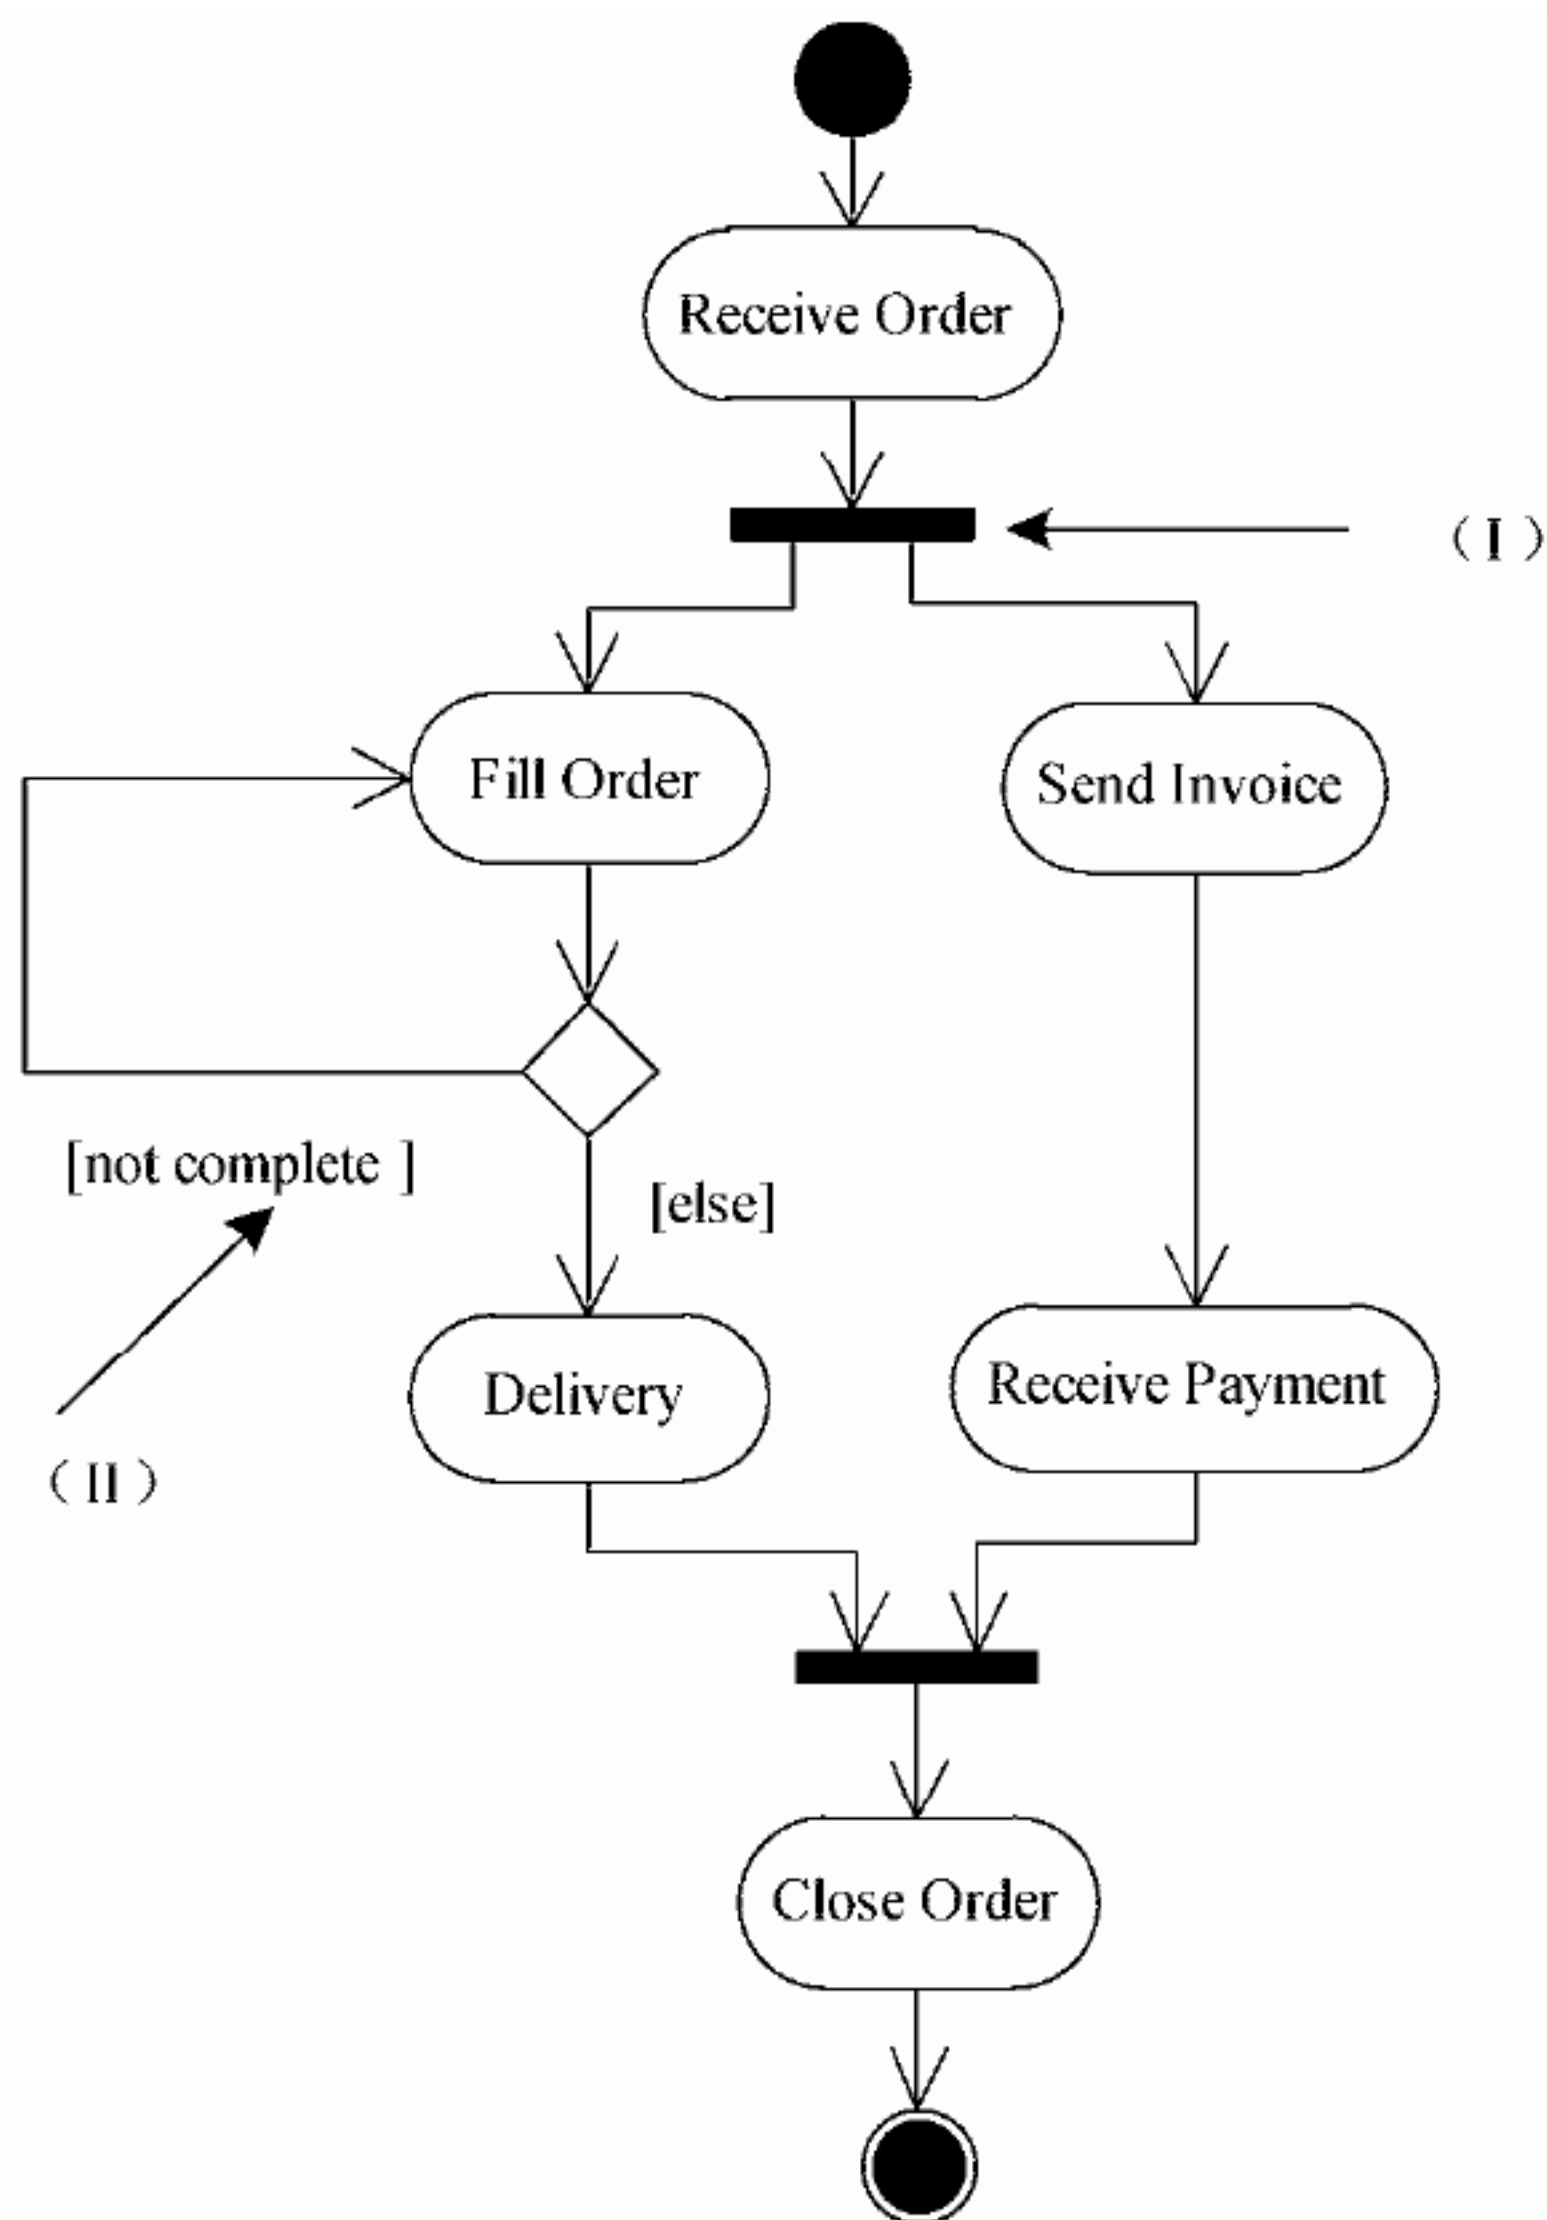 Receive Order
（I）
Fill Order
Send Invoice
[not complete ]
[else]
Delivery
Receive Payment
（II）
Close Order